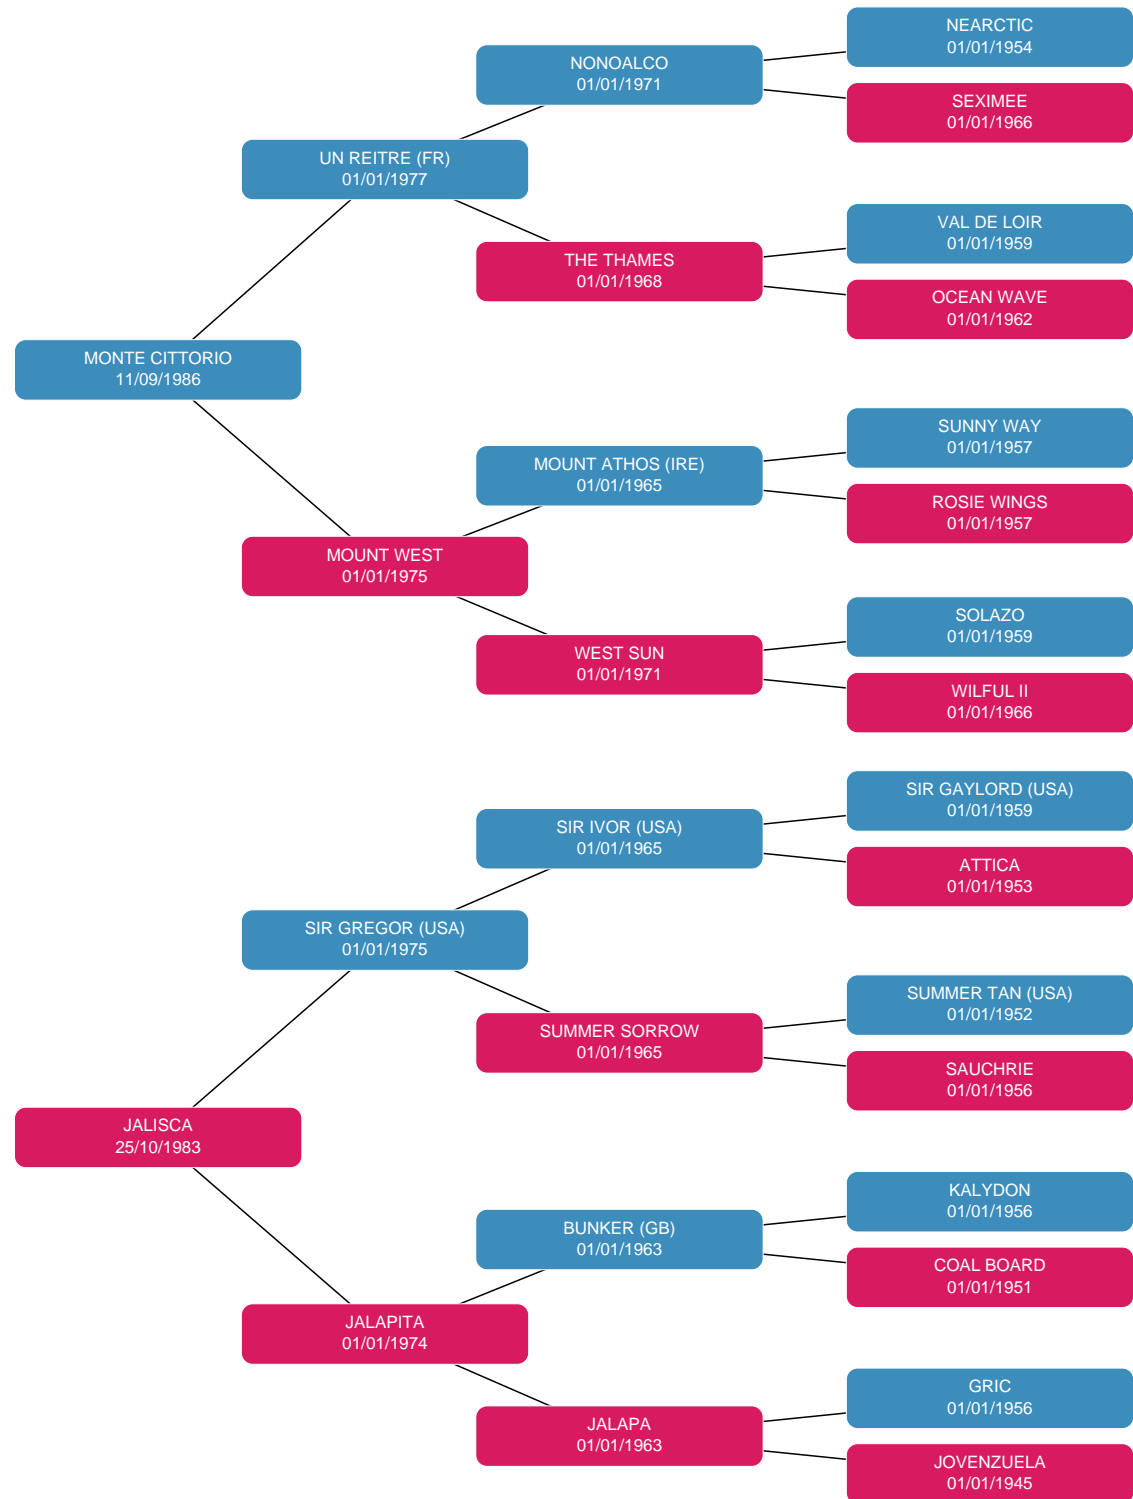 NEARCTIC
01/01/1954
NONOALCO
01/01/1971
SEXIMEE
01/01/1966
UN REITRE (FR)
01/01/1977
VAL DE LOIR
01/01/1959
THE THAMES
01/01/1968
OCEAN WAVE
01/01/1962
MONTE CITTORIO
11/09/1986
SUNNY WAY
01/01/1957
MOUNT ATHOS (IRE)
01/01/1965
ROSIE WINGS
01/01/1957
MOUNT WEST
01/01/1975
SOLAZO
01/01/1959
WEST SUN
01/01/1971
WILFUL II
01/01/1966
SIR GAYLORD (USA)
01/01/1959
SIR IVOR (USA)
01/01/1965
ATTICA
01/01/1953
SIR GREGOR (USA)
01/01/1975
SUMMER TAN (USA)
01/01/1952
SUMMER SORROW
01/01/1965
SAUCHRIE
01/01/1956
JALISCA
25/10/1983
KALYDON
01/01/1956
BUNKER (GB)
01/01/1963
COAL BOARD
01/01/1951
JALAPITA
01/01/1974
GRIC
01/01/1956
JALAPA
01/01/1963
JOVENZUELA
01/01/1945